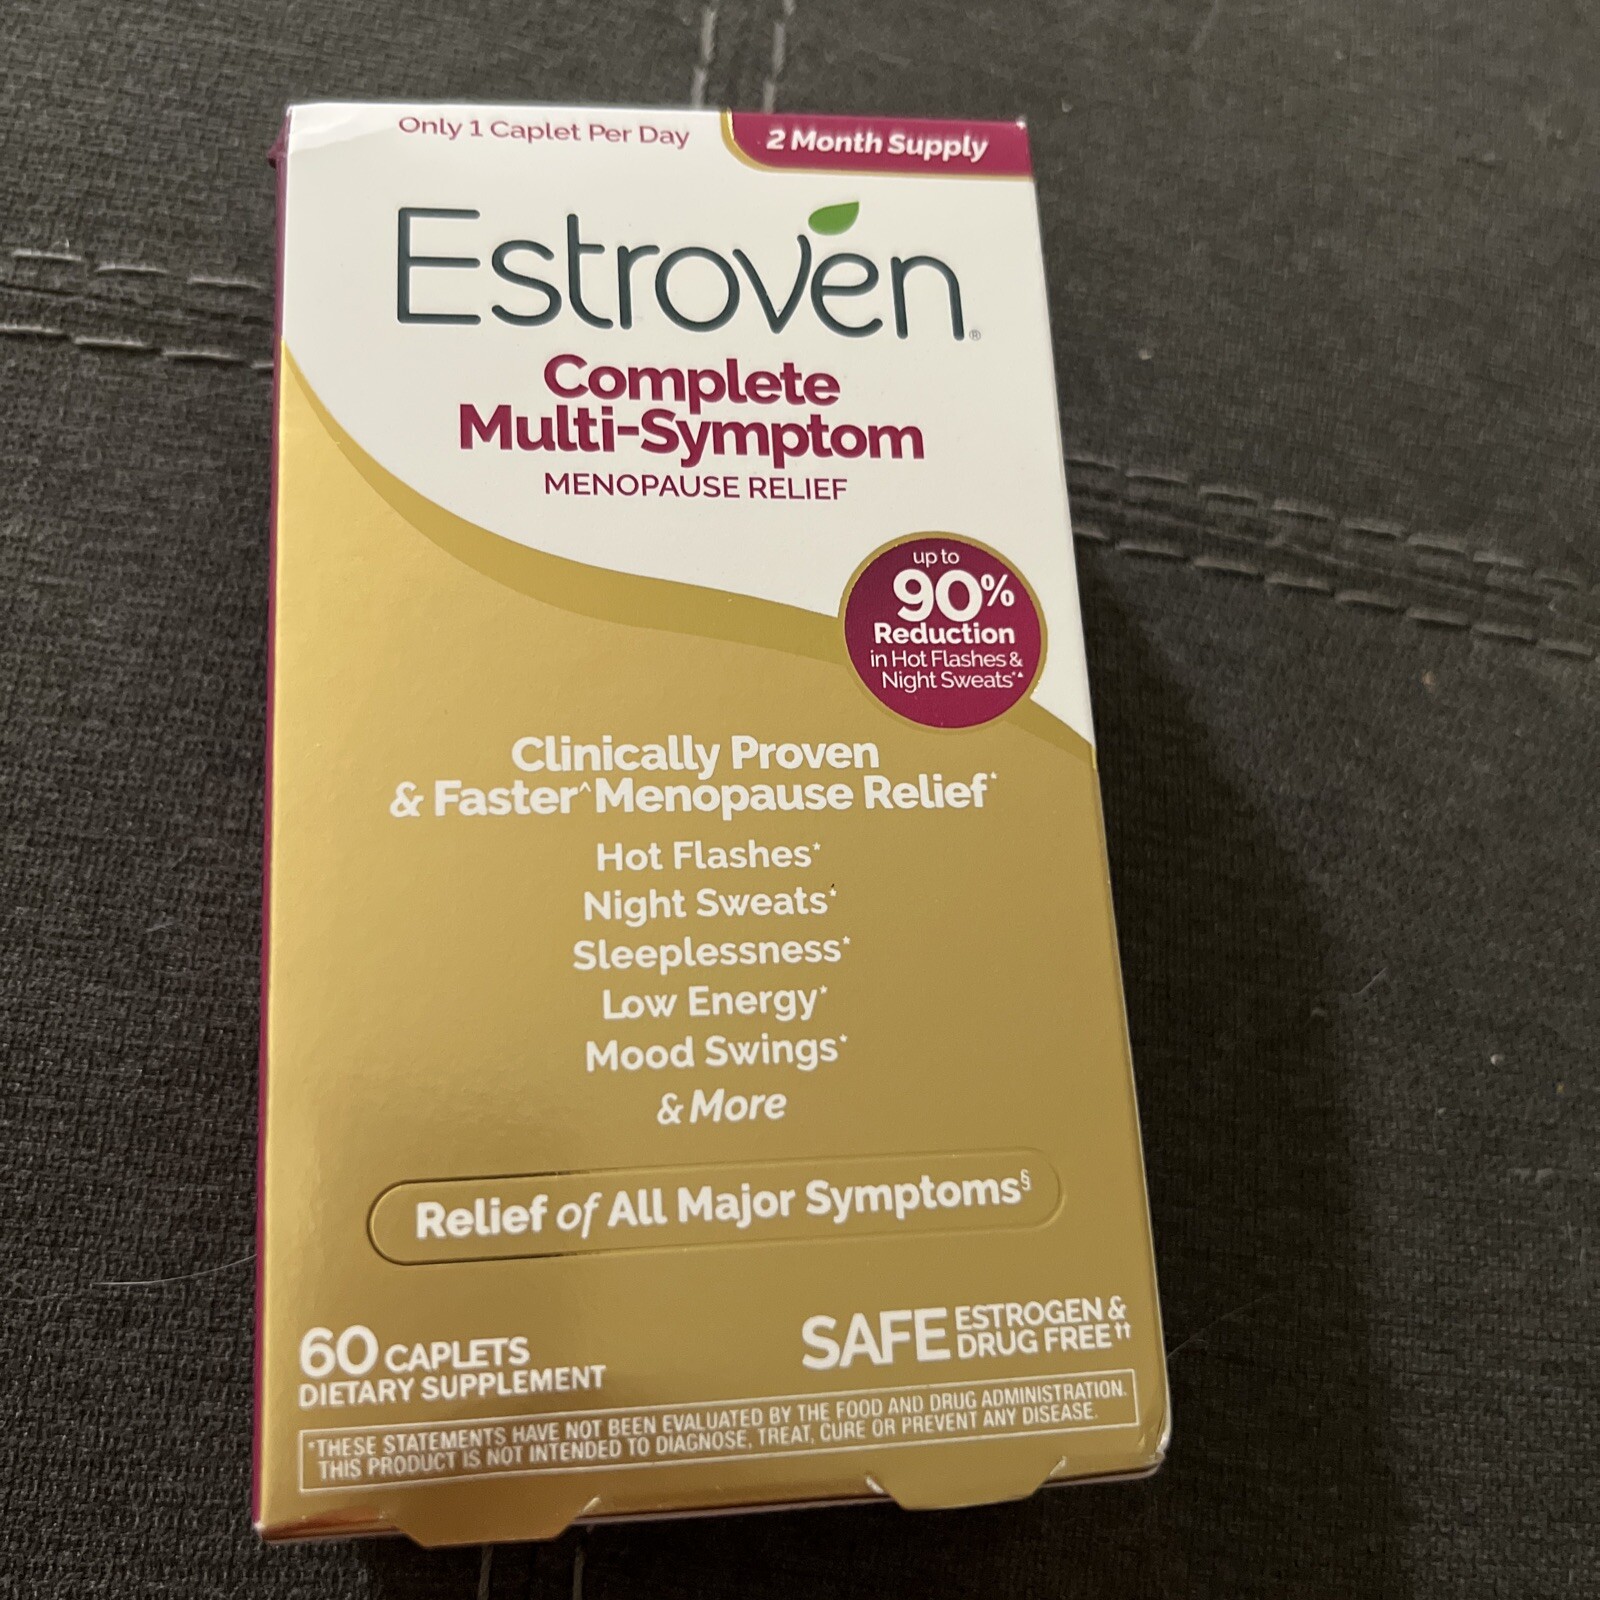 Only 1 Caplet Per Day
2 Month Supply
Estroven®
Complete
Multi-Symptom
MENOPAUSE RELIEF
up to
90%
Reduction
in Hot Flashes &
Night Sweats*▲
Clinically Proven
& Faster^ Menopause Relief*
Hot Flashes*
Night Sweats*
Sleeplessness*
Low Energy*
Mood Swings*
& More
Relief of All Major Symptoms§
60 CAPLETS
DIETARY SUPPLEMENT
SAFE ESTROGEN &
DRUG FREE††
*THESE STATEMENTS HAVE NOT BEEN EVALUATED BY THE FOOD AND DRUG ADMINISTRATION.
THIS PRODUCT IS NOT INTENDED TO DIAGNOSE, TREAT, CURE OR PREVENT ANY DISEASE.